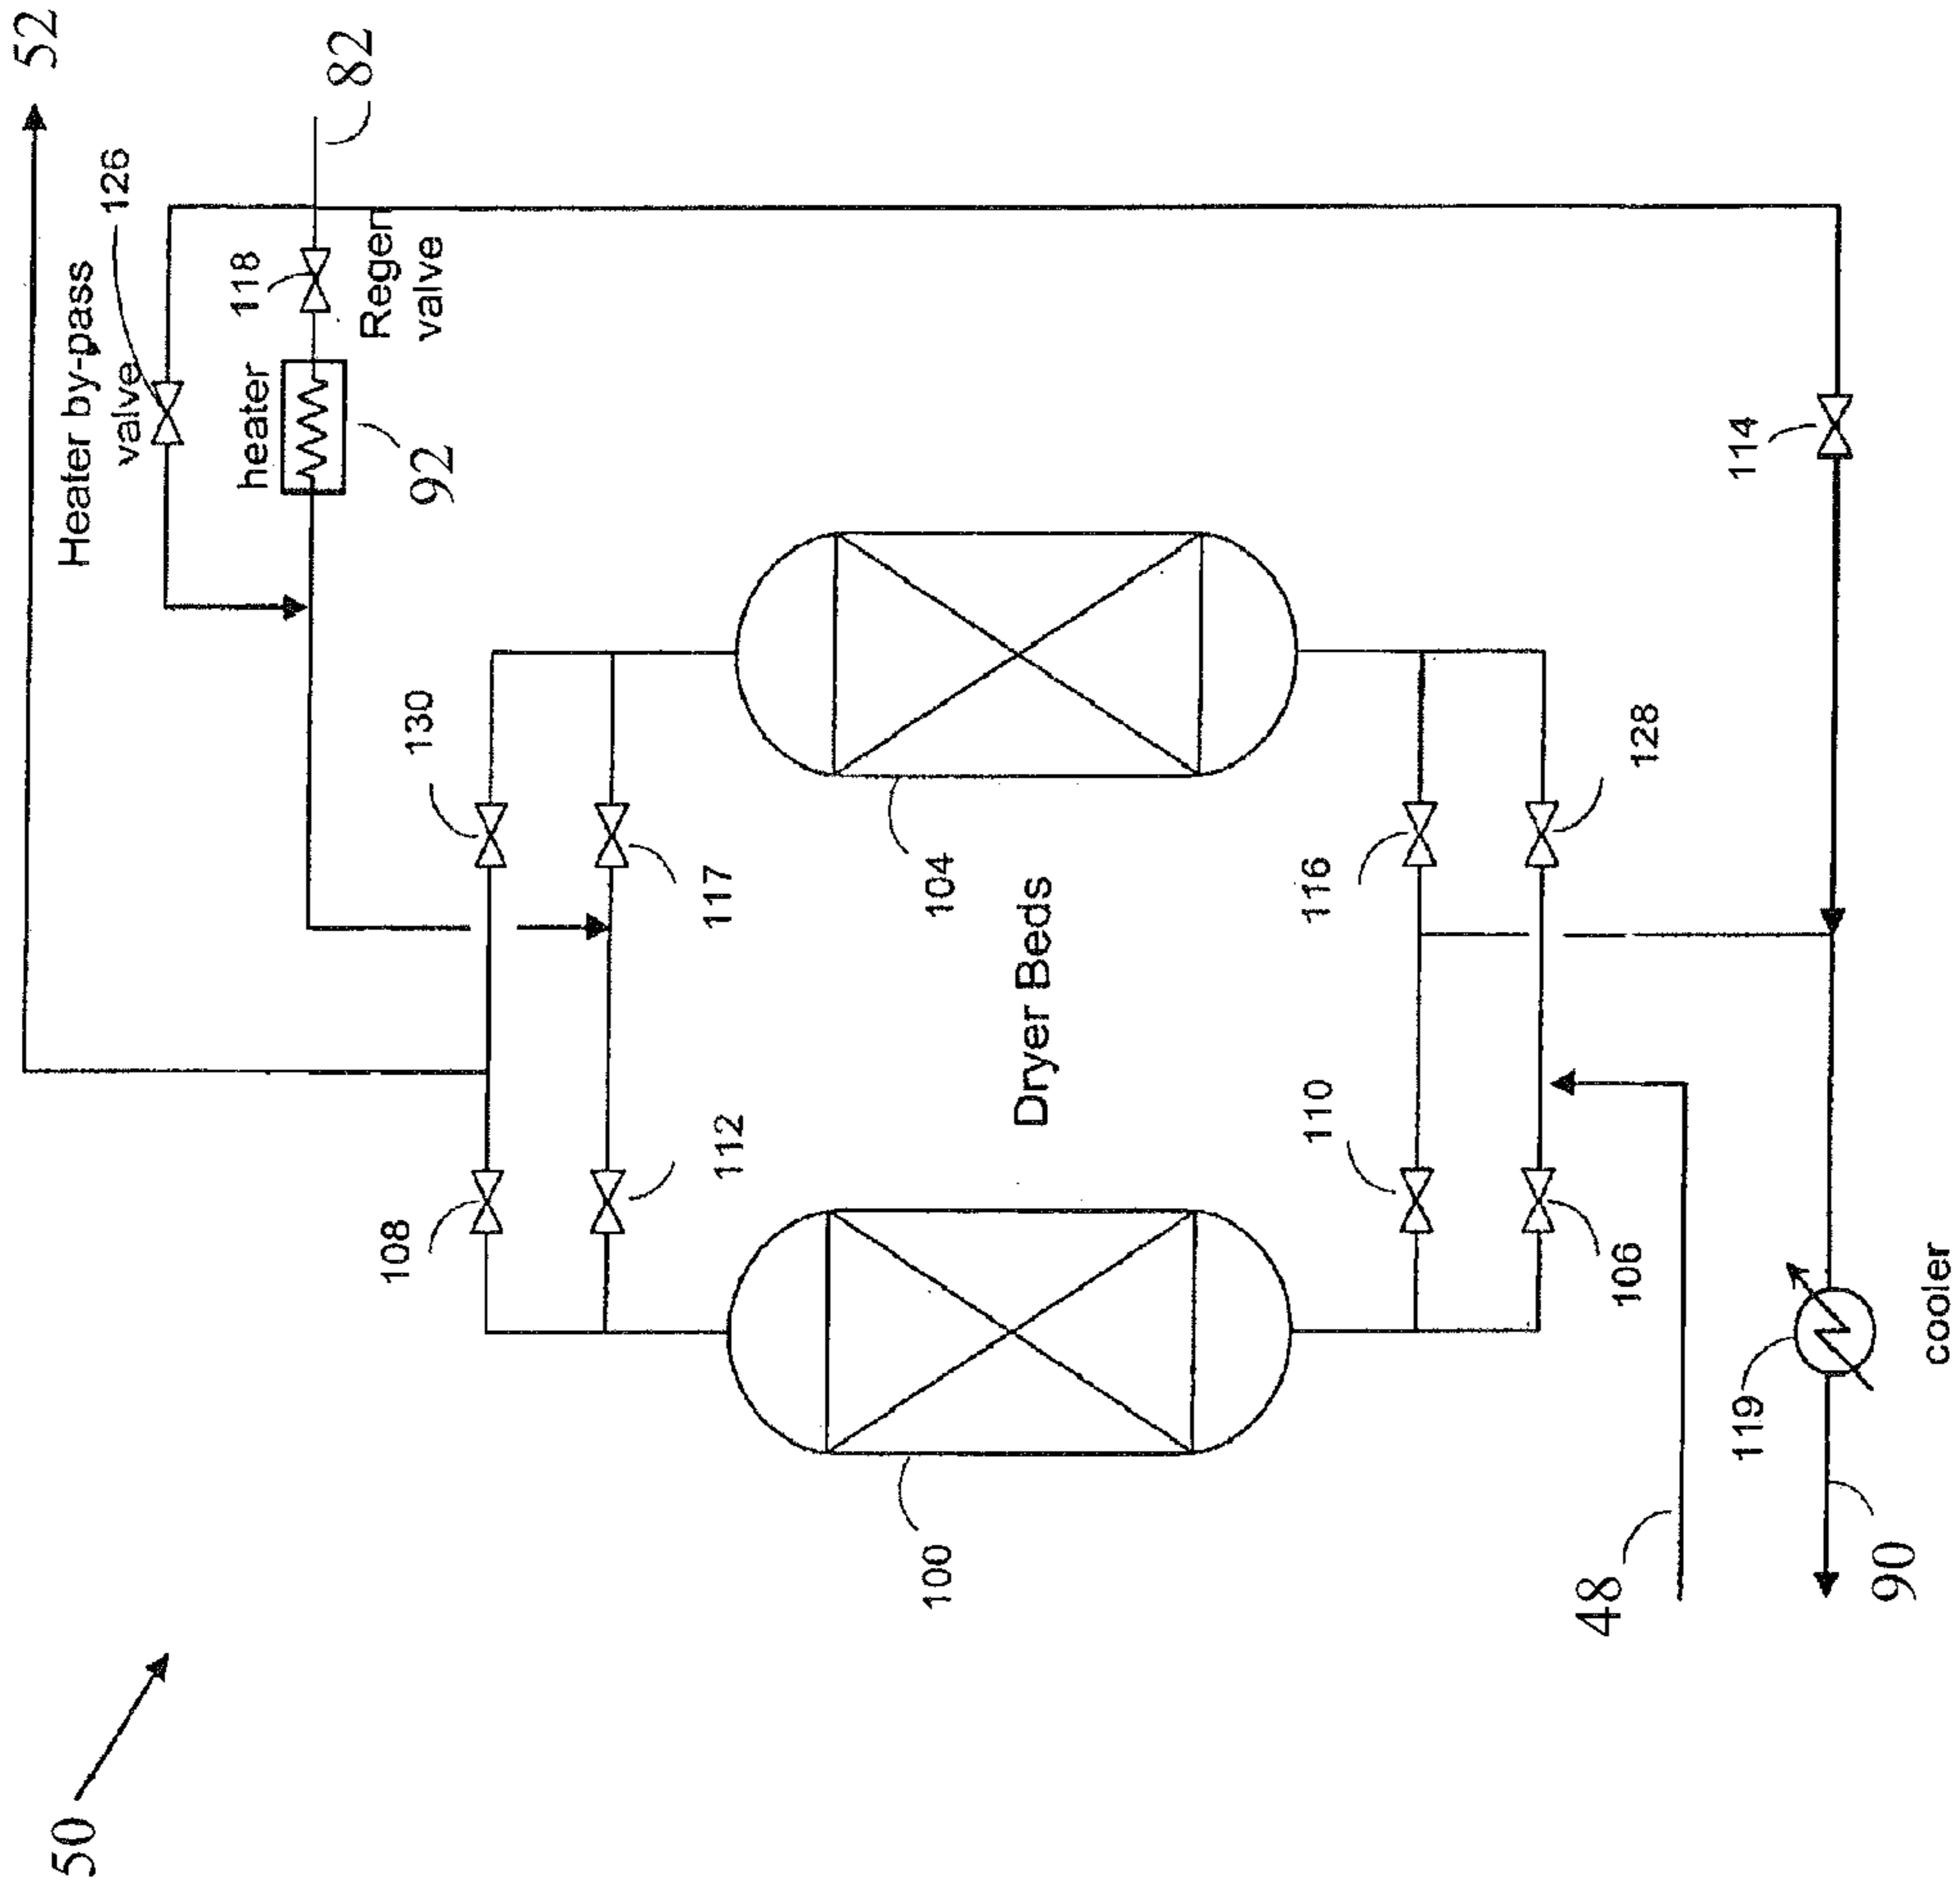 50
52
Heater by-pass
valve
126
118
82
heater
92
Regen
valve
108
130
112
117
100
104
Dryer Beds
110
116
106
128
48
114
119
90
cooler